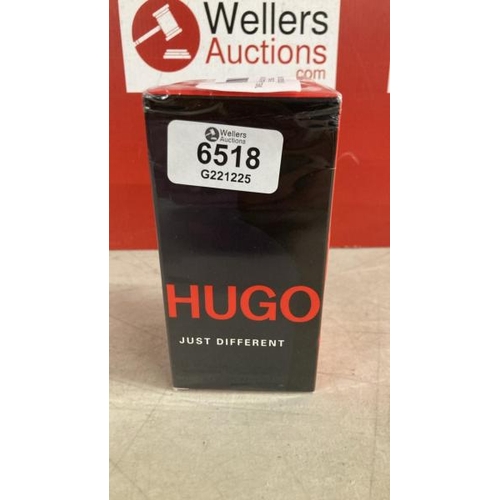 Wellers
Auctions
.com
Wellers
Auctions
6518
G221225
HUGO
JUST DIFFERENT